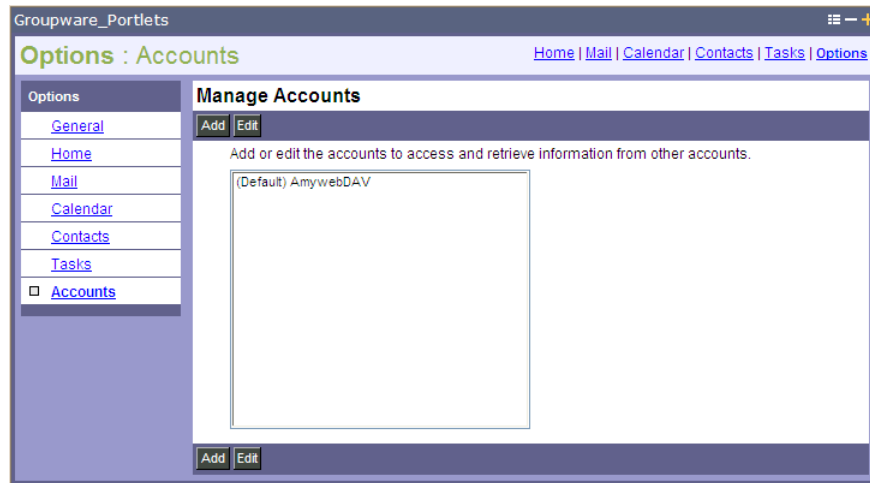 Groupware_Portlets
Options : Accounts
Home | Mail | Calendar | Contacts | Tasks | Options
Options
General
Home
Mail
Calendar
Contacts
Tasks
Accounts
Manage Accounts
Add Edit
Add or edit the accounts to access and retrieve information from other accounts.
(Default) AmywebDAV
Add Edit